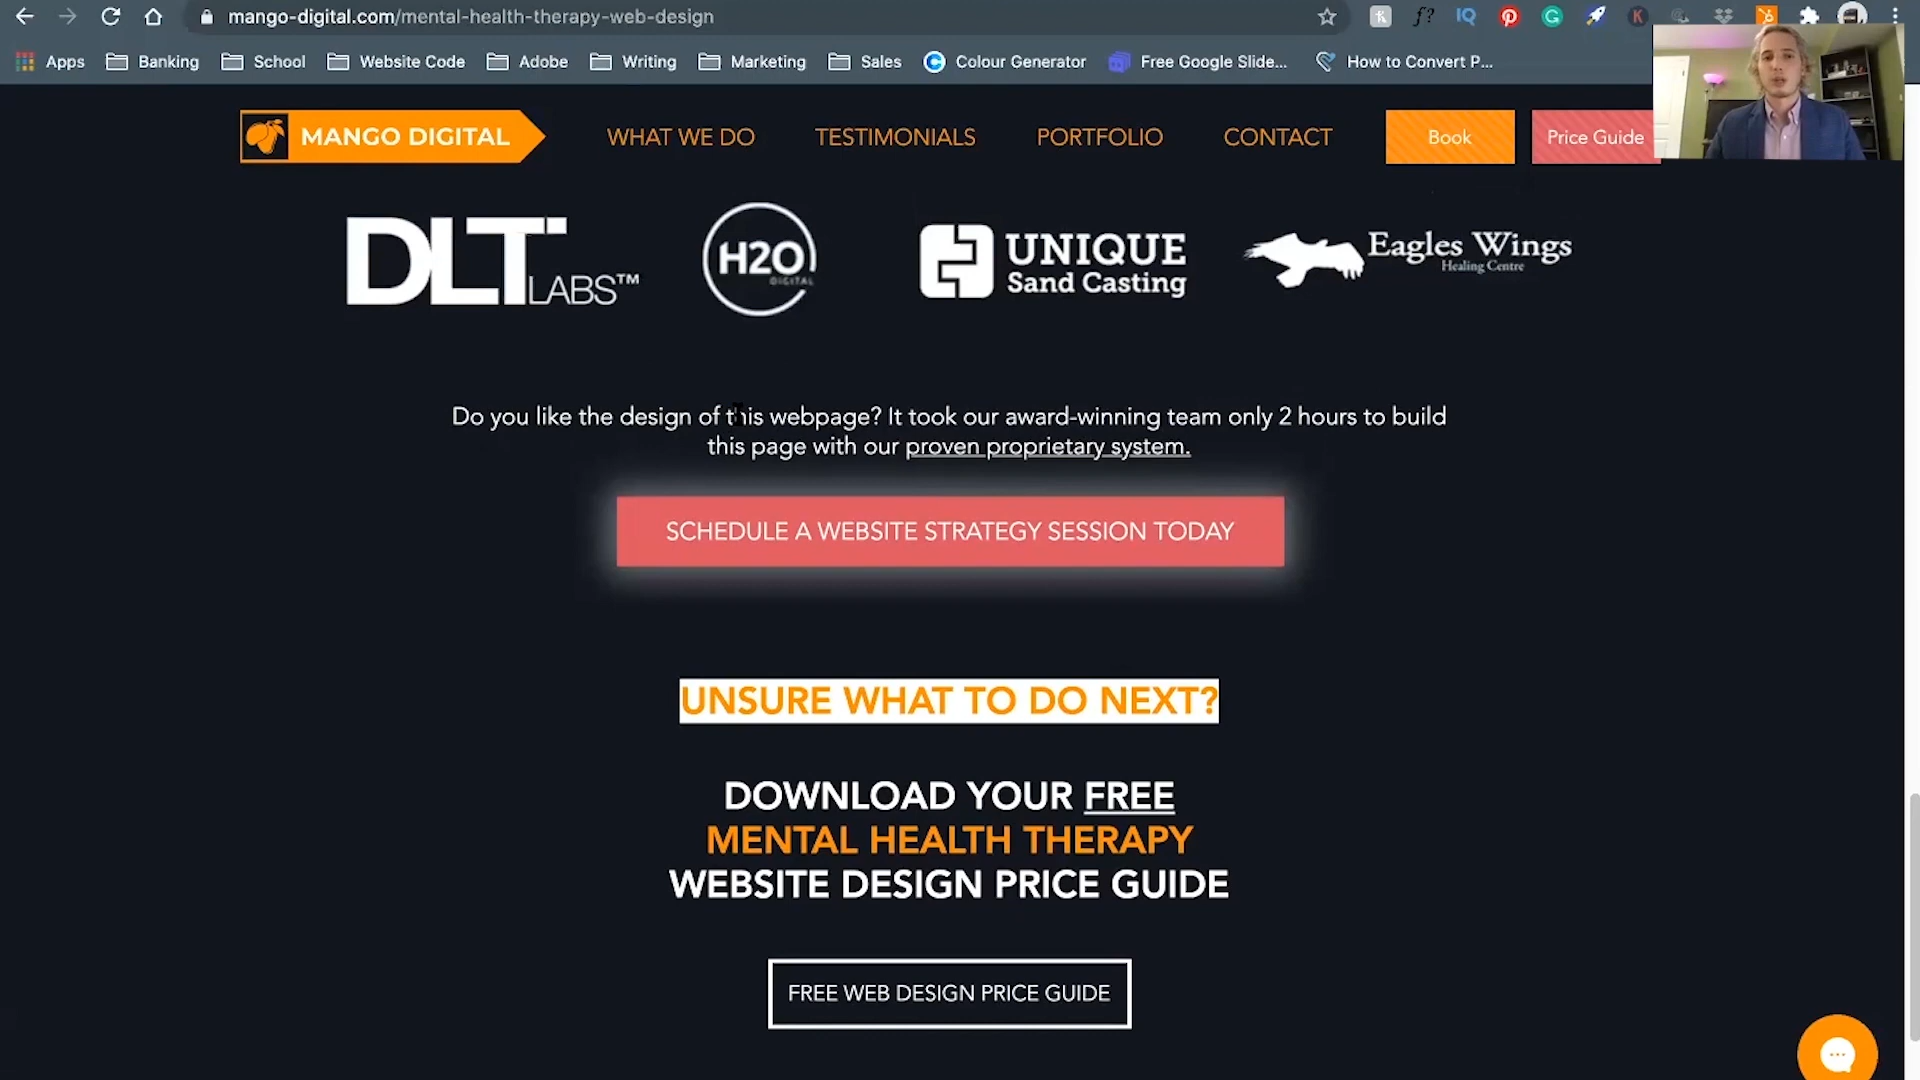 mango-digital.com/mental-health-therapy-web-design
f?
IQ
K
Apps Banking School Website Code Adobe Writing Marketing Sales Colour Generator Free Google Slide... How to Convert P...
MANGO DIGITAL WHAT WE DO TESTIMONIALS PORTFOLIO CONTACT Book Price Guide
DLT LABS™
H2O
DIGITAL
UNIQUE
Sand Casting
Eagles Wings
Healing Centre
Do you like the design of this webpage? It took our award-winning team only 2 hours to build
this page with our proven proprietary system.
SCHEDULE A WEBSITE STRATEGY SESSION TODAY
UNSURE WHAT TO DO NEXT?
DOWNLOAD YOUR FREE
MENTAL HEALTH THERAPY
WEBSITE DESIGN PRICE GUIDE
FREE WEB DESIGN PRICE GUIDE